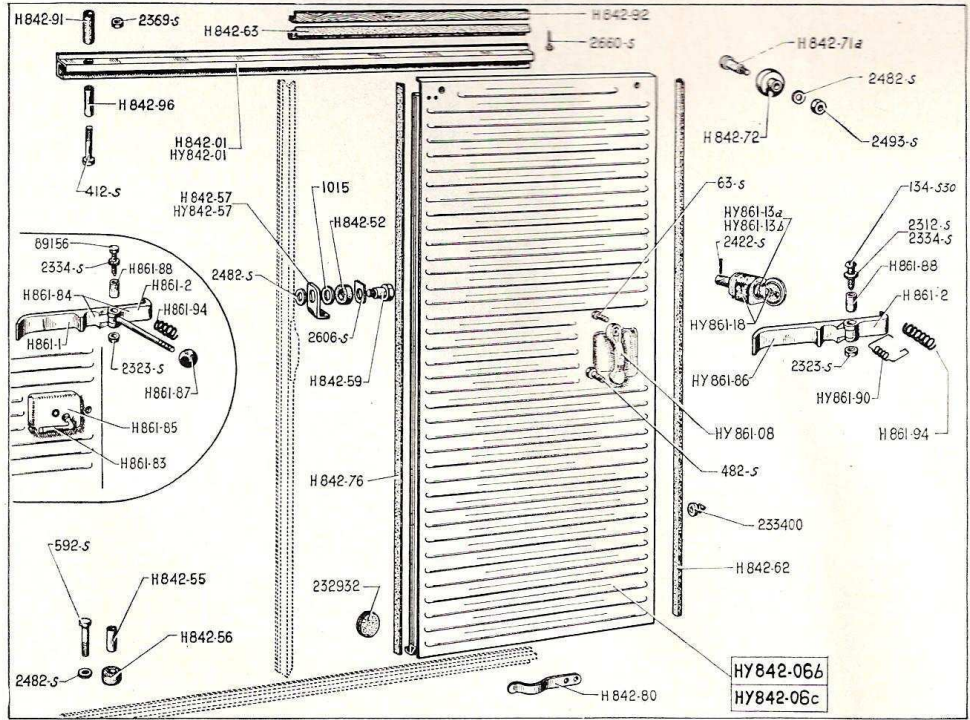 H842-91
2369-S
H842-63
H842-92
2660-S
H842-71a
2482-S
H842-72
2493-S
H842-96
H842-01
HY842-01
412-S
H842-57
HY842-57
1015
H842-52
2482-S
2606-S
H842-59
63-S
HY861-13a
HY861-13b
2422-S
HY861-18
134-S30
2312-S
2334-S
H861-88
H861-2
HY861-86
2323-S
HY861-90
H861-94
89156
2334-S
H861-88
H861-2
H861-84
H861-94
H861-1
2323-S
H861-87
H861-85
H861-83
HY861-08
482-S
H842-76
233400
H842-62
592-S
H842-55
H842-56
2482-S
232932
H842-80
HY842-06b
HY842-06c